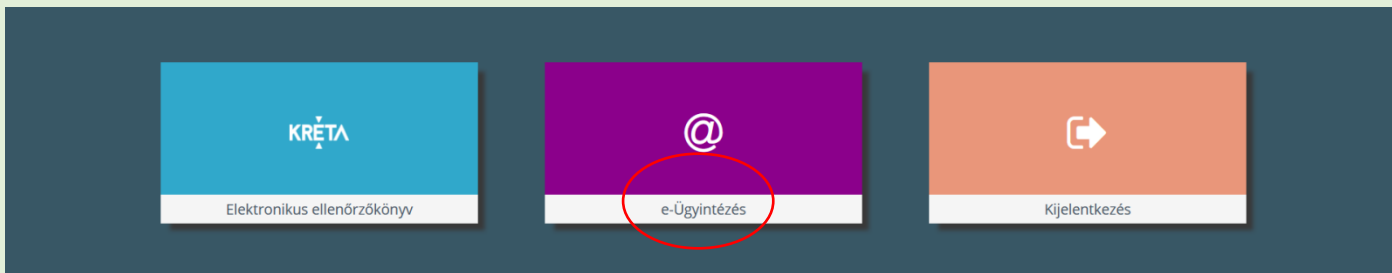 KRÉTA
@
Elektronikus ellenőrzőkönyv
e-Ügyintézés
Kijelentkezés